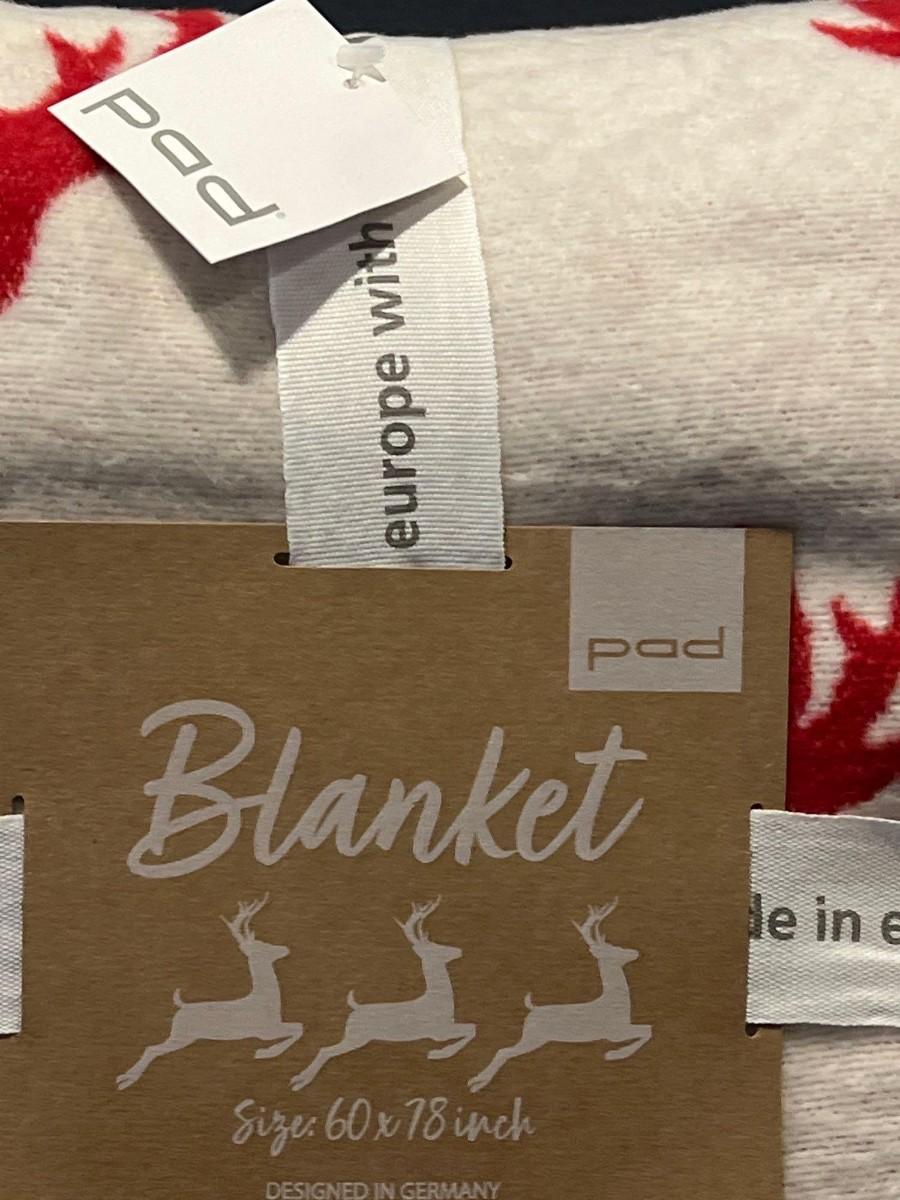 pad
europe with
pad
Blanket
de in e
Size: 60 x 78 inch
DESIGNED IN GERMANY